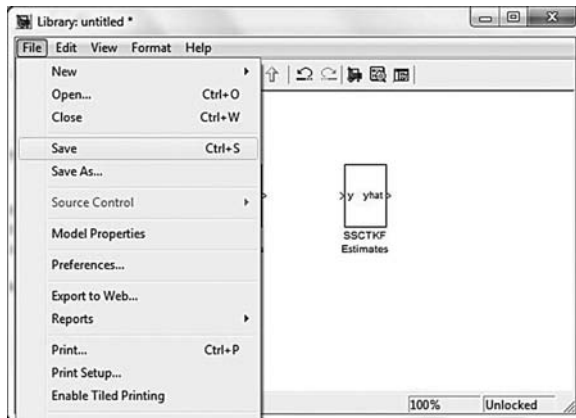 Library: untitled *
File Edit View Format Help
New
Open... Ctrl+O
Close Ctrl+W
Save Ctrl+S
Save As...
Source Control
Model Properties
Preferences...
Export to Web...
Reports
Print... Ctrl+P
Print Setup...
Enable Tiled Printing
y yhat
SSCTKF
Estimates
100% Unlocked